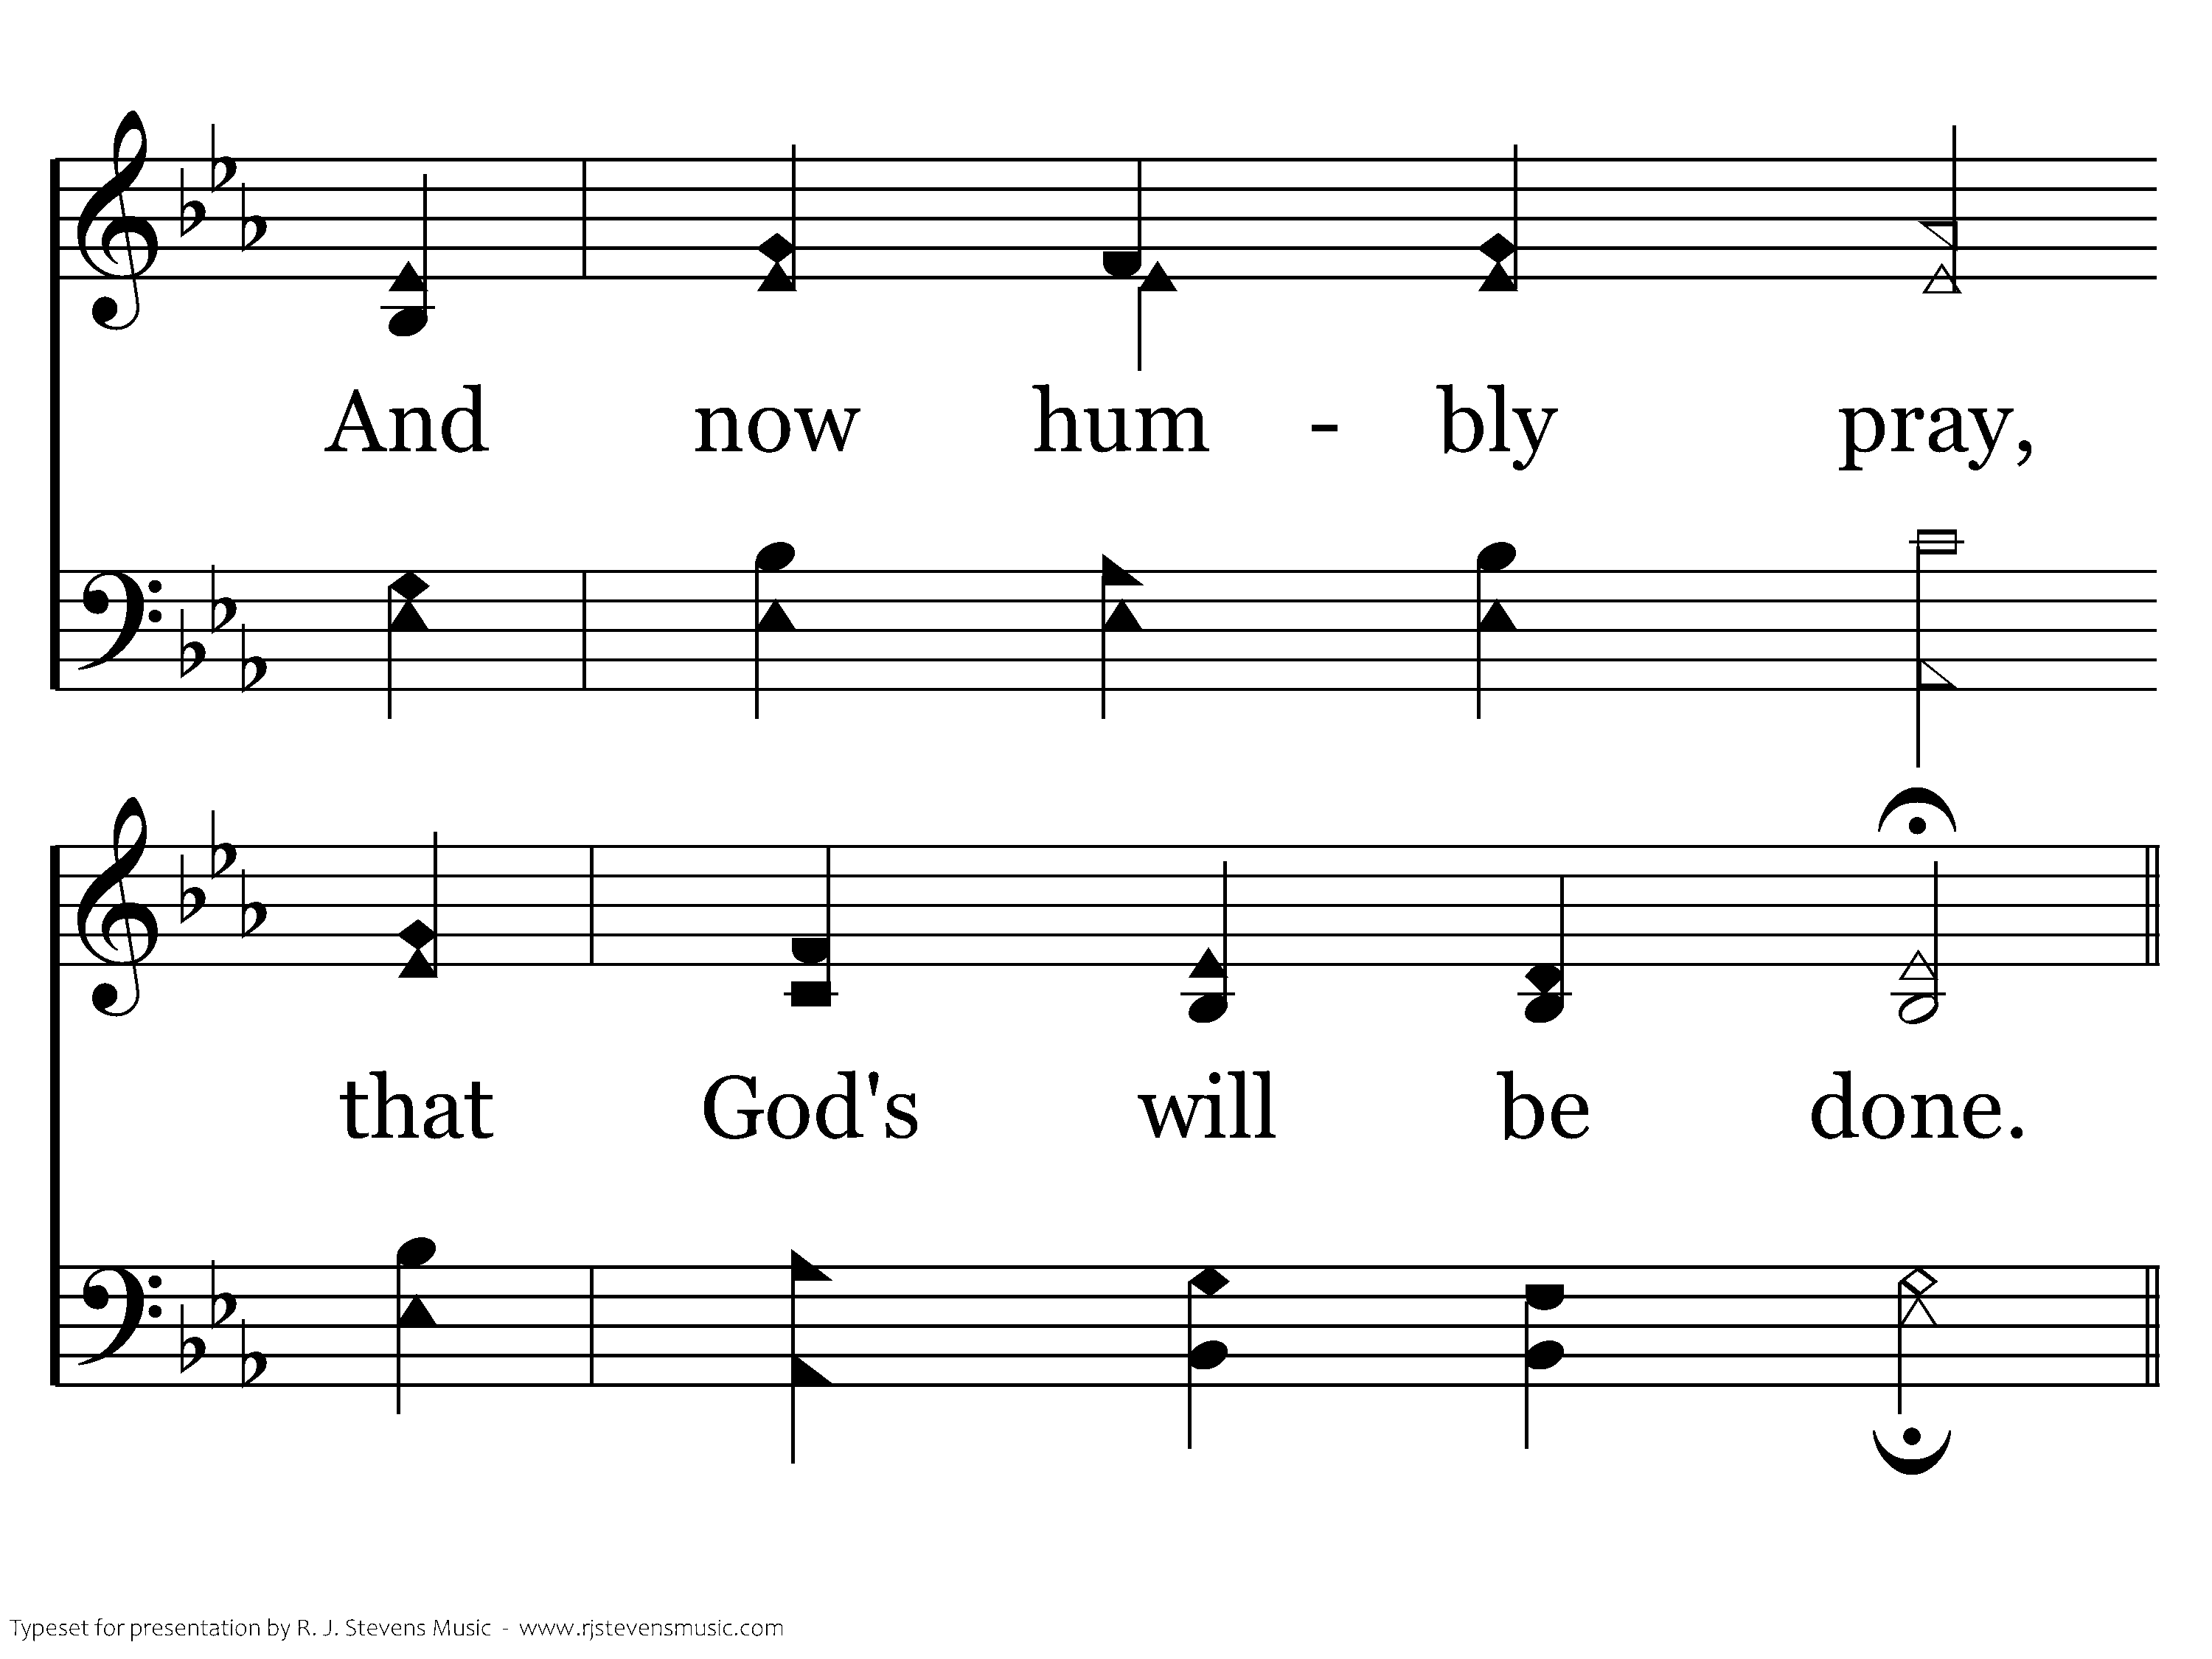 And now hum - bly pray,
that God's will be done.
Typeset for presentation by R. J. Stevens Music - www.rjstevensmusic.com